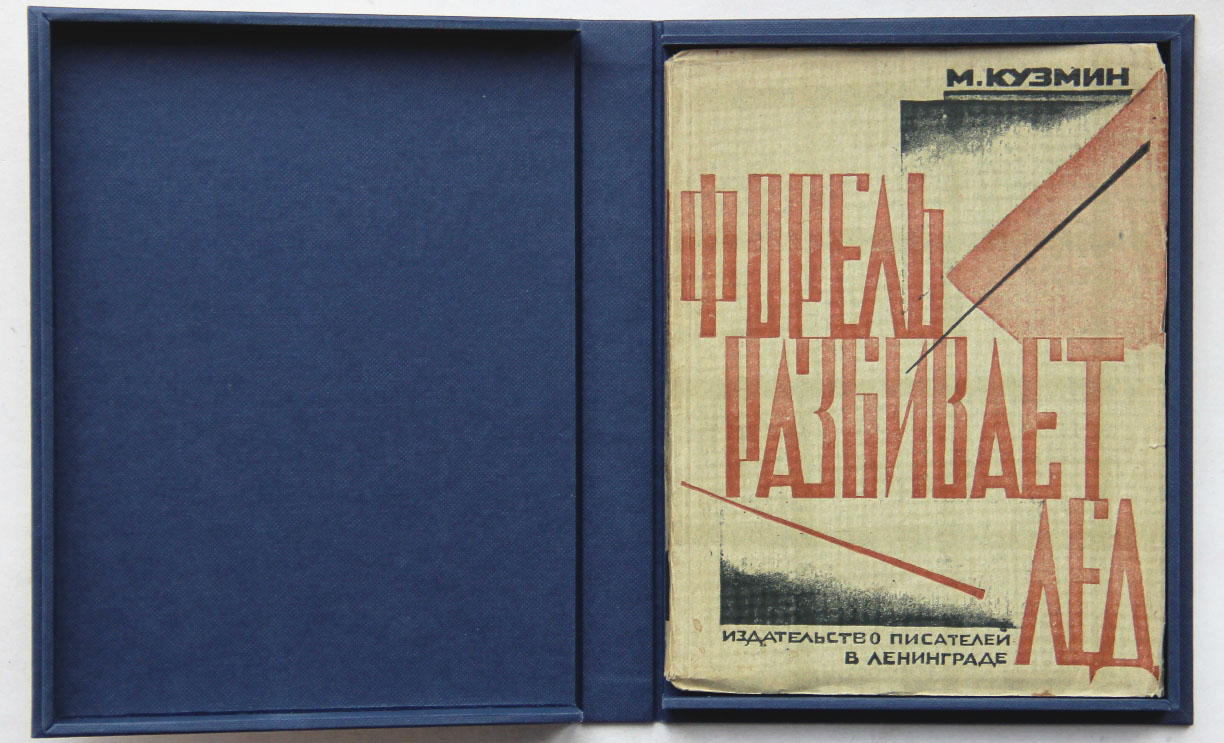 М. КУЗМИН
ФОРЕЛЬ
РАЗБИВАЕТ
ЛЕД
ИЗДАТЕЛЬСТВО ПИСАТЕЛЕЙ
В ЛЕНИНГРАДЕ